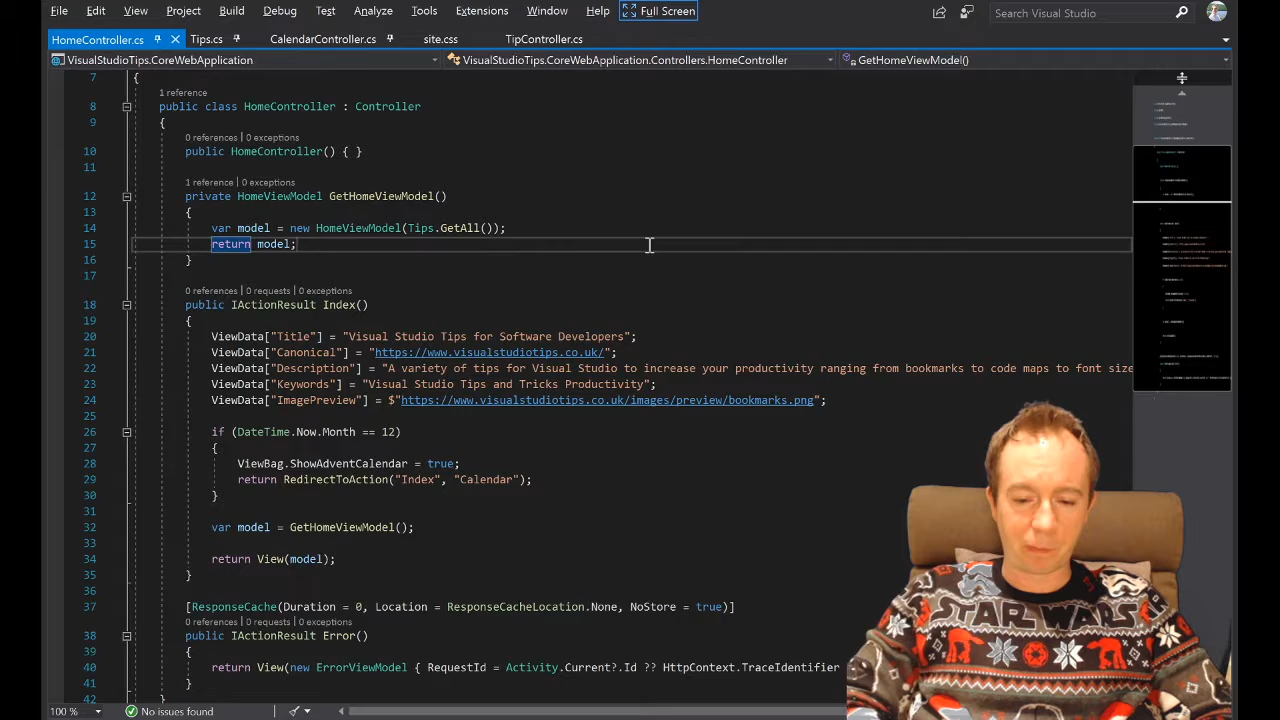 File Edit View Project Build Debug Test Analyze Tools Extensions Window Help Full Screen Search Visual Studio
HomeController.cs Tips.cs CalendarController.cs site.css TipController.cs
VisualStudioTips.CoreWebApplication VisualStudioTips.CoreWebApplication.Controllers.HomeController GetHomeViewModel()
7 {
1 reference
8 public class HomeController : Controller
9 {
0 references | 0 exceptions
10 public HomeController() { }
11
1 reference | 0 exceptions
12 private HomeViewModel GetHomeViewModel()
13 {
14 var model = new HomeViewModel(Tips.GetAll());
15 return model;
16 }
17
0 references | 0 requests | 0 exceptions
18 public IActionResult Index()
19 {
20 ViewData["Title"] = "Visual Studio Tips for Software Developers";
21 ViewData["Canonical"] = "https://www.visualstudiotips.co.uk/";
22 ViewData["Description"] = "A variety of tips for Visual Studio to increase your productivity ranging from bookmarks to code maps to font size
23 ViewData["Keywords"] = "Visual Studio Tips and Tricks Productivity";
24 ViewData["ImagePreview"] = $"https://www.visualstudiotips.co.uk/images/preview/bookmarks.png";
25
26 if (DateTime.Now.Month == 12)
27 {
28 ViewBag.ShowAdventCalendar = true;
29 return RedirectToAction("Index", "Calendar");
30 }
31
32 var model = GetHomeViewModel();
33
34 return View(model);
35 }
36
37 [ResponseCache(Duration = 0, Location = ResponseCacheLocation.None, NoStore = true)]
0 references | 0 requests | 0 exceptions
38 public IActionResult Error()
39 {
40 return View(new ErrorViewModel { RequestId = Activity.Current?.Id ?? HttpContext.TraceIdentifier
41 }
42 }
100 % No issues found
STAR WARS